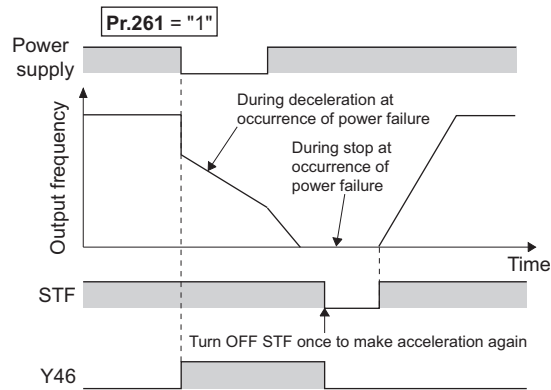 Pr.261 = "1"
Power
supply
During deceleration at
occurrence of power failure
During stop at
occurrence of
power failure
Output frequency
Time
STF
Turn OFF STF once to make acceleration again
Y46